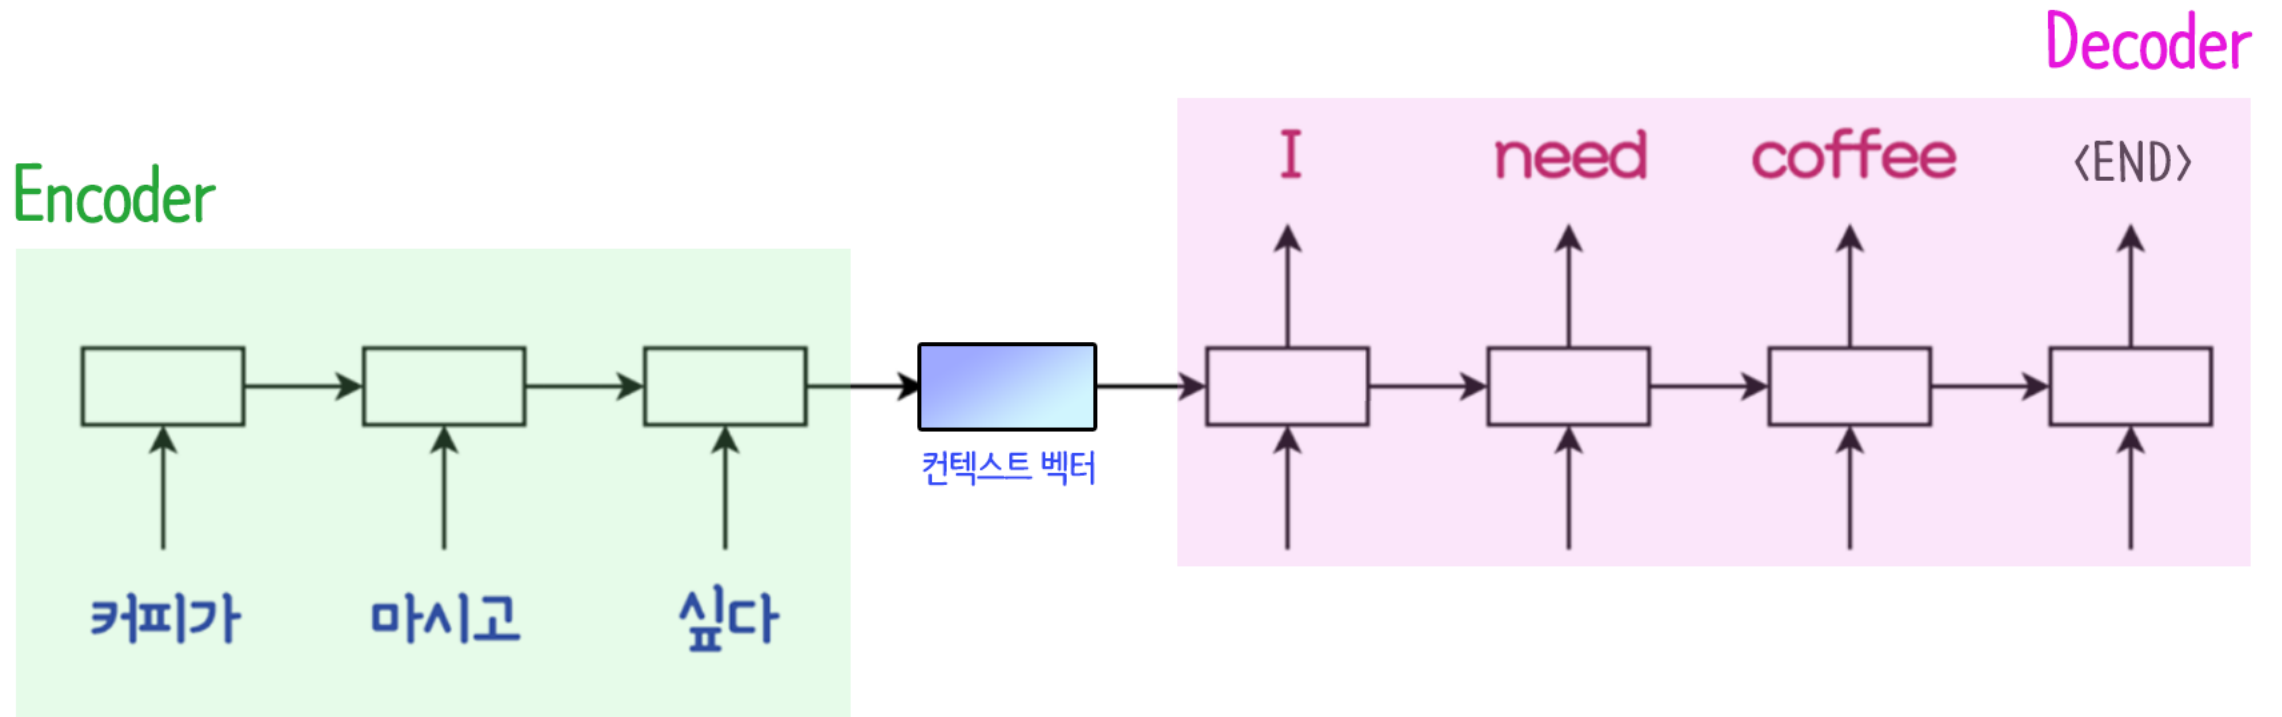 Decoder
Encoder
I need coffee <END>
컨텍스트 벡터
커피가 마시고 싶다